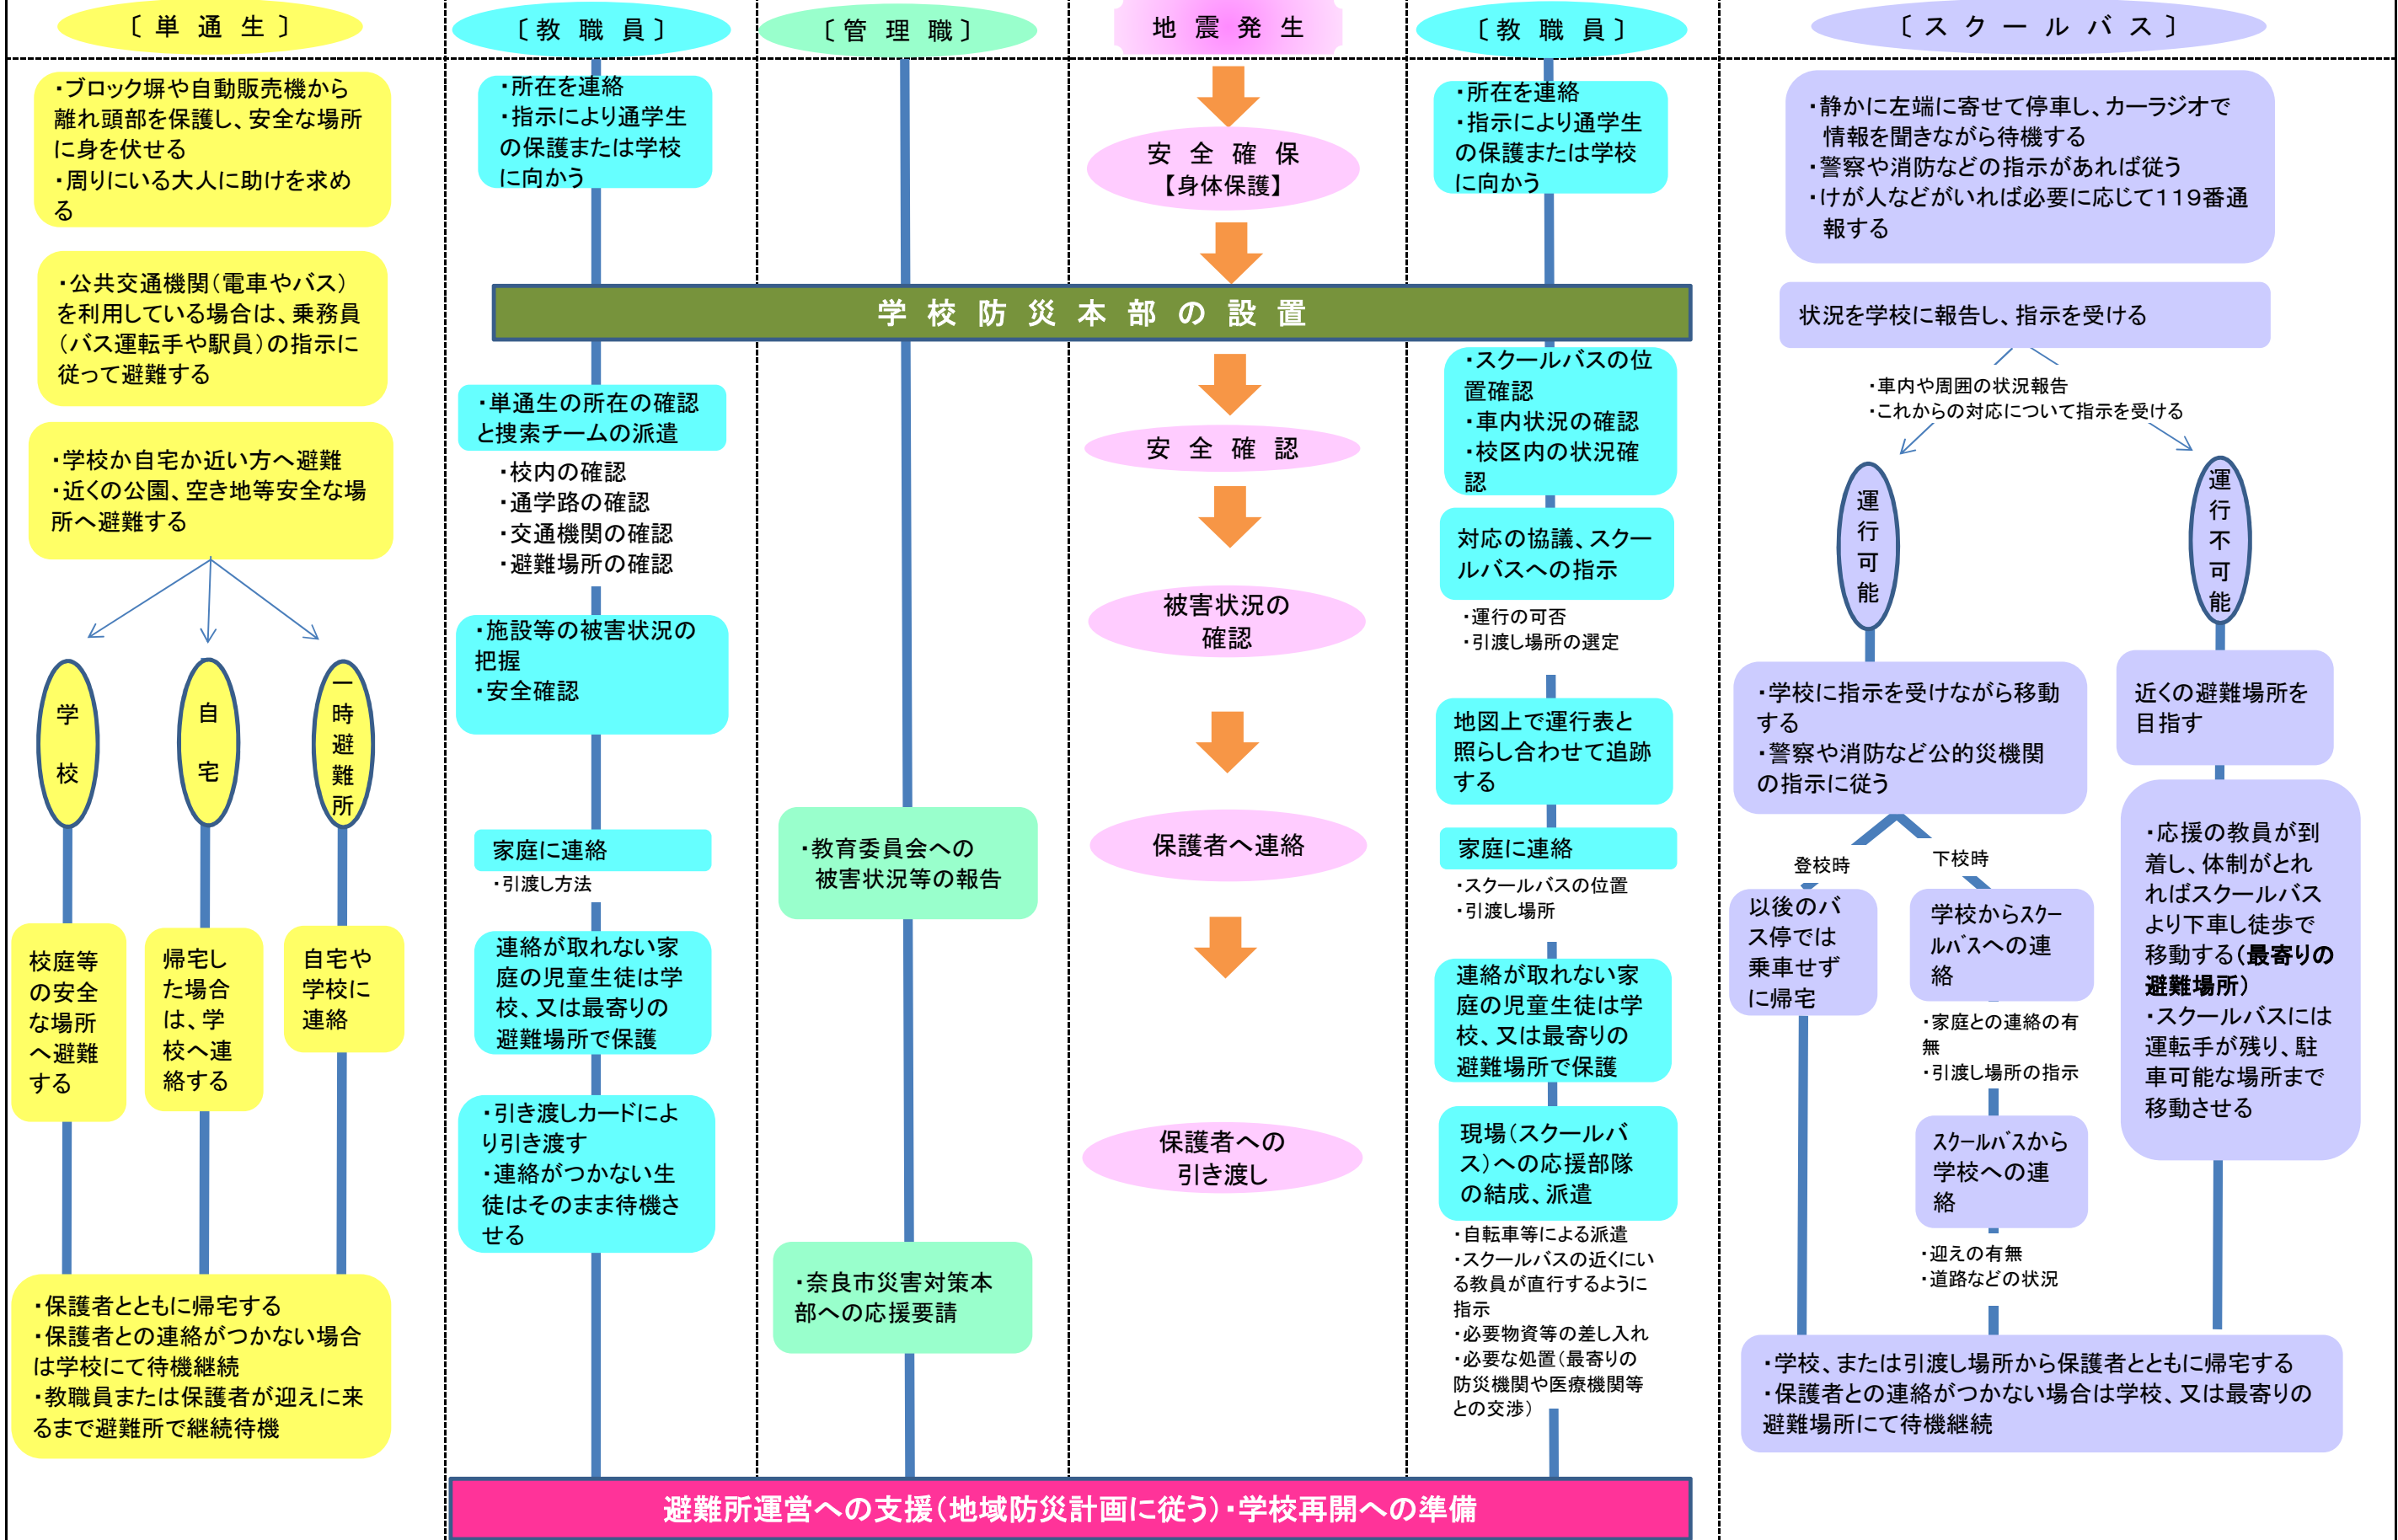 〔 単 通 生 〕
・ブロック塀や自動販売機から
離れ頭部を保護し、安全な場所
に身を伏せる
・周りにいる大人に助けを求め
る
・公共交通機関(電車やバス)
を利用している場合は、乗務員
(バス運転手や駅員)の指示に
従って避難する
・学校か自宅か近い方へ避難
・近くの公園、空き地等安全な場
所へ避難する
学校
自宅
一時避難所
校庭等
の安全
な場所
へ避難
する
帰宅し
た場合
は、学
校へ連
絡する
自宅や
学校に
連絡
・保護者とともに帰宅する
・保護者との連絡がつかない場合
は学校にて待機継続
・教職員または保護者が迎えに来
るまで避難所で継続待機
〔 教 職 員 〕
・所在を連絡
・指示により通学生
の保護または学校
に向かう
学 校 防 災 本 部 の 設 置
・単通生の所在の確認
と捜索チームの派遣
・校内の確認
・通学路の確認
・交通機関の確認
・避難場所の確認
・施設等の被害状況の
把握
・安全確認
家庭に連絡
・引渡し方法
連絡が取れない家
庭の児童生徒は学
校、又は最寄りの
避難場所で保護
・引き渡しカードによ
り引き渡す
・連絡がつかない生
徒はそのまま待機さ
せる
〔 管 理 職 〕
・教育委員会への
被害状況等の報告
・奈良市災害対策本
部への応援要請
地 震 発 生
安 全 確 保
【身体保護】
安 全 確 認
被害状況の
確認
保護者へ連絡
保護者への
引き渡し
〔 教 職 員 〕
・所在を連絡
・指示により通学生
の保護または学校
に向かう
・スクールバスの位
置確認
・車内状況の確認
・校区内の状況確
認
対応の協議、スクー
ルバスへの指示
・運行の可否
・引渡し場所の選定
地図上で運行表と
照らし合わせて追跡
する
家庭に連絡
・スクールバスの位置
・引渡し場所
連絡が取れない家
庭の児童生徒は学
校、又は最寄りの
避難場所で保護
現場(スクールバ
ス)への応援部隊
の結成、派遣
・自転車等による派遣
・スクールバスの近くにい
る教員が直行するように
指示
・必要物資等の差し入れ
・必要な処置(最寄りの
防災機関や医療機関等
との交渉)
〔 ス ク ー ル バ ス 〕
・静かに左端に寄せて停車し、カーラジオで
情報を聞きながら待機する
・警察や消防などの指示があれば従う
・けが人などがいれば必要に応じて119番通
報する
状況を学校に報告し、指示を受ける
・車内や周囲の状況報告
・これからの対応について指示を受ける
運行可能
運行不可能
・学校に指示を受けながら移動
する
・警察や消防など公的災機関
の指示に従う
近くの避難場所を
目指す
登校時
下校時
以後のバ
ス停では
乗車せず
に帰宅
学校からスクー
ルバスへの連
絡
・家庭との連絡の有
無
・引渡し場所の指示
スクールバスから
学校への連
絡
・迎えの有無
・道路などの状況
・応援の教員が到
着し、体制がとれ
ればスクールバス
より下車し徒歩で
移動する(最寄りの
避難場所)
・スクールバスには
運転手が残り、駐
車可能な場所まで
移動させる
・学校、または引渡し場所から保護者とともに帰宅する
・保護者との連絡がつかない場合は学校、又は最寄りの
避難場所にて待機継続
避難所運営への支援(地域防災計画に従う)・学校再開への準備